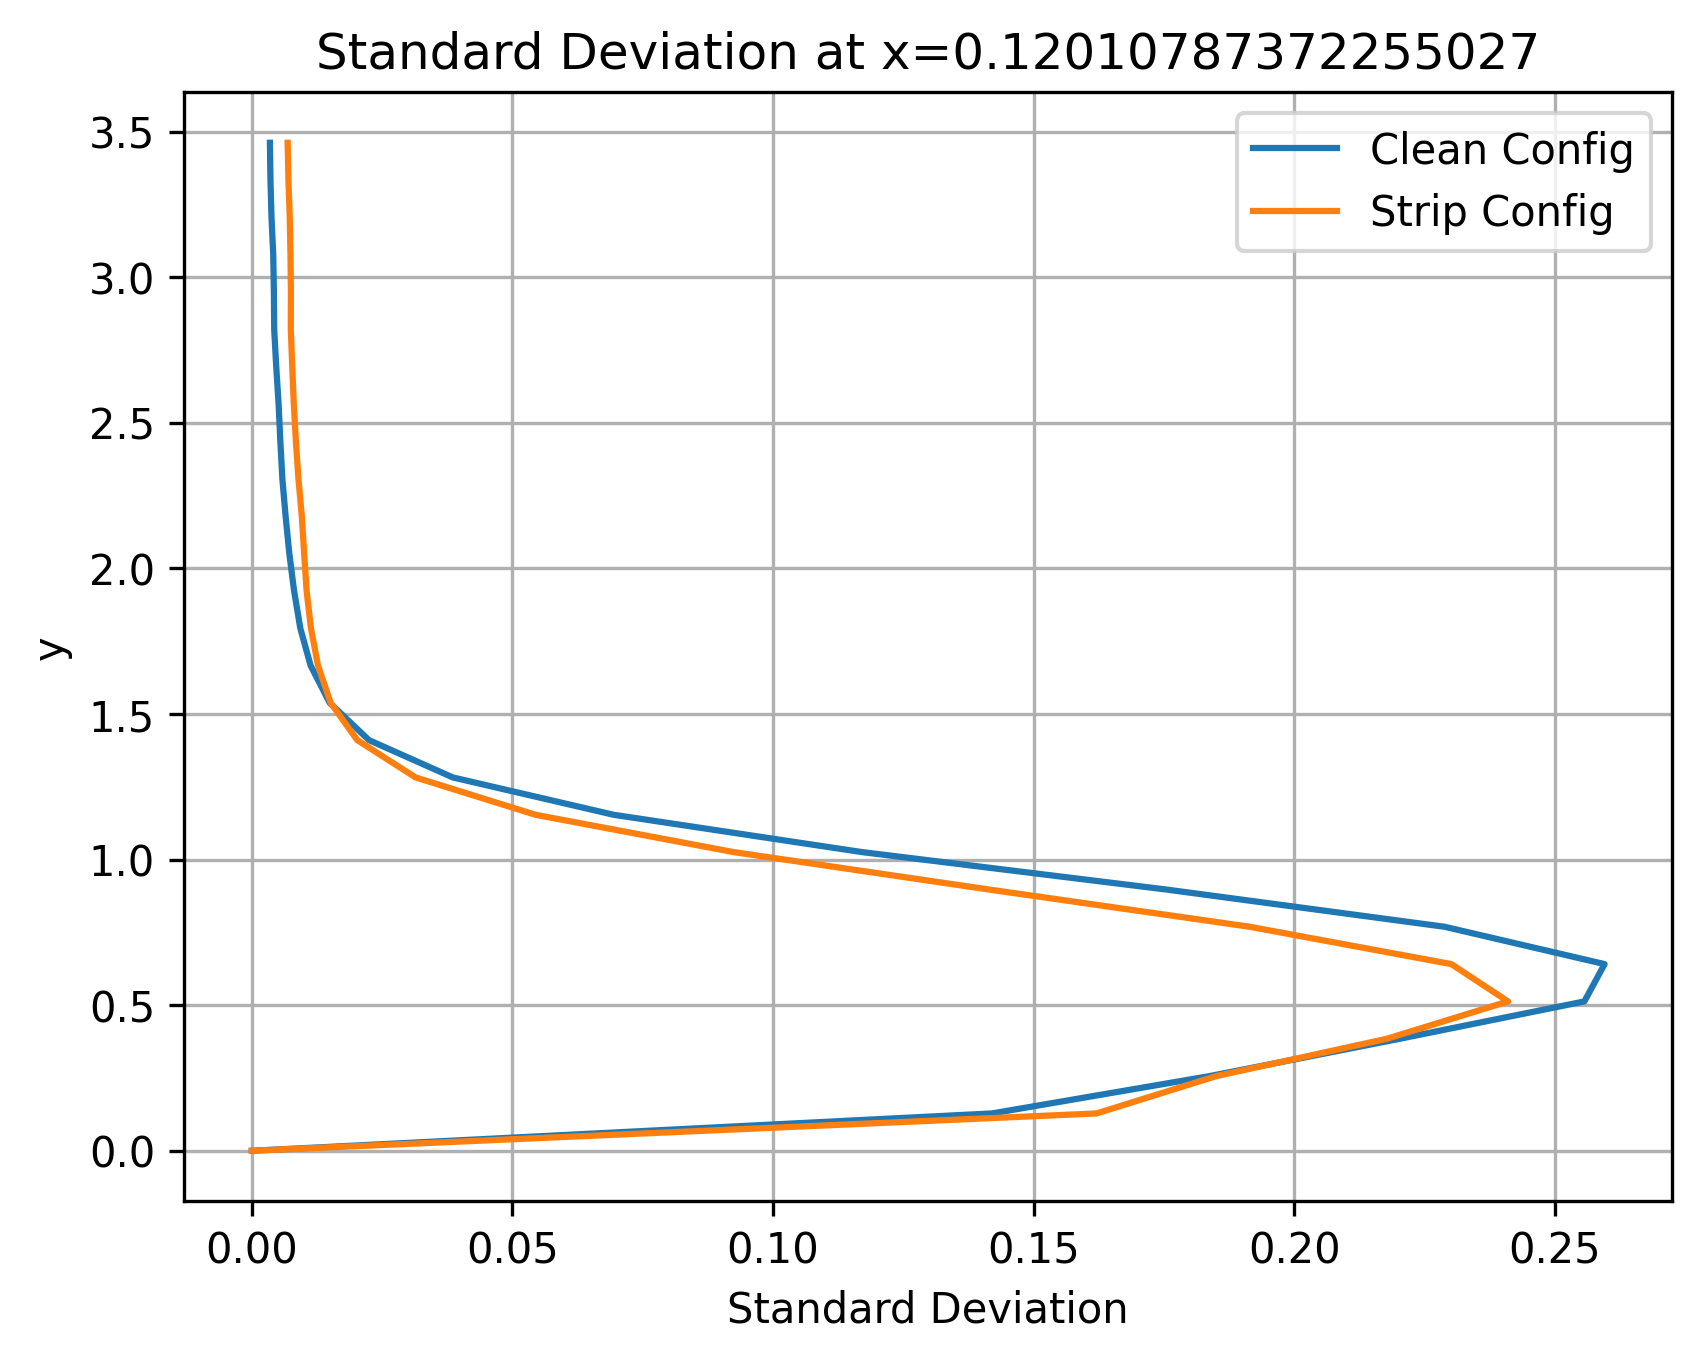 Standard Deviation at x=0.12010787372255027
Clean Config
Strip Config
3.5
3.0
2.5
2.0
1.5
1.0
0.5
0.0
y
0.00 0.05 0.10 0.15 0.20 0.25
Standard Deviation